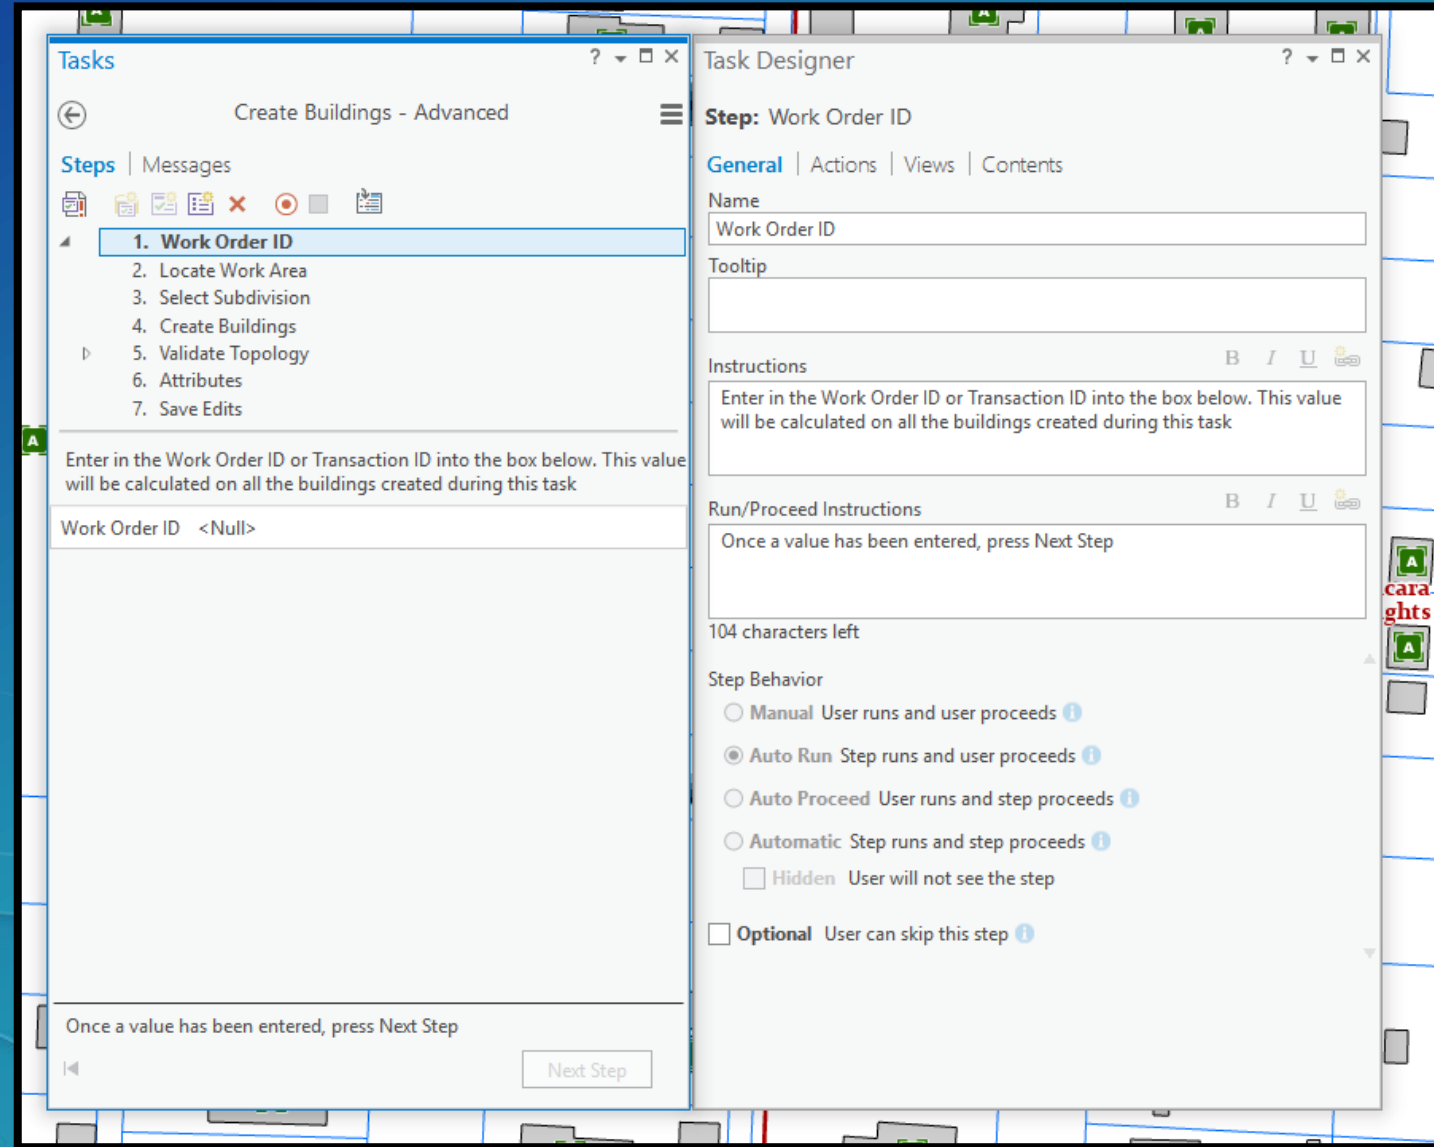 Tasks
Create Buildings - Advanced
Steps | Messages
1. Work Order ID
2. Locate Work Area
3. Select Subdivision
4. Create Buildings
5. Validate Topology
6. Attributes
7. Save Edits
Enter in the Work Order ID or Transaction ID into the box below. This value
will be calculated on all the buildings created during this task
Work Order ID <Null>
Once a value has been entered, press Next Step
Next Step
Task Designer
Step: Work Order ID
General | Actions | Views | Contents
Name
Work Order ID
Tooltip
B I U
Instructions
Enter in the Work Order ID or Transaction ID into the box below. This value
will be calculated on all the buildings created during this task
B I U
Run/Proceed Instructions
Once a value has been entered, press Next Step
104 characters left
Step Behavior
Manual User runs and user proceeds
Auto Run Step runs and user proceeds
Auto Proceed User runs and step proceeds
Automatic Step runs and step proceeds
Hidden User will not see the step
Optional User can skip this step
A
A
cara
ghts
A